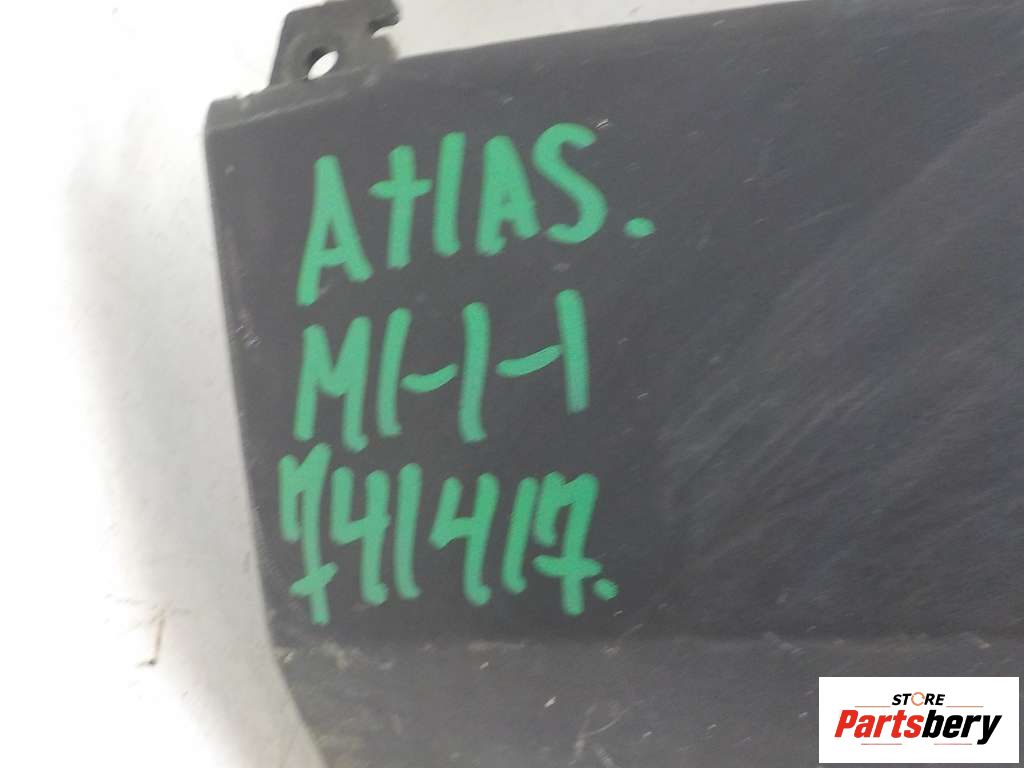 Atlas.
M1-1-1
741417.
STORE
Partsbery